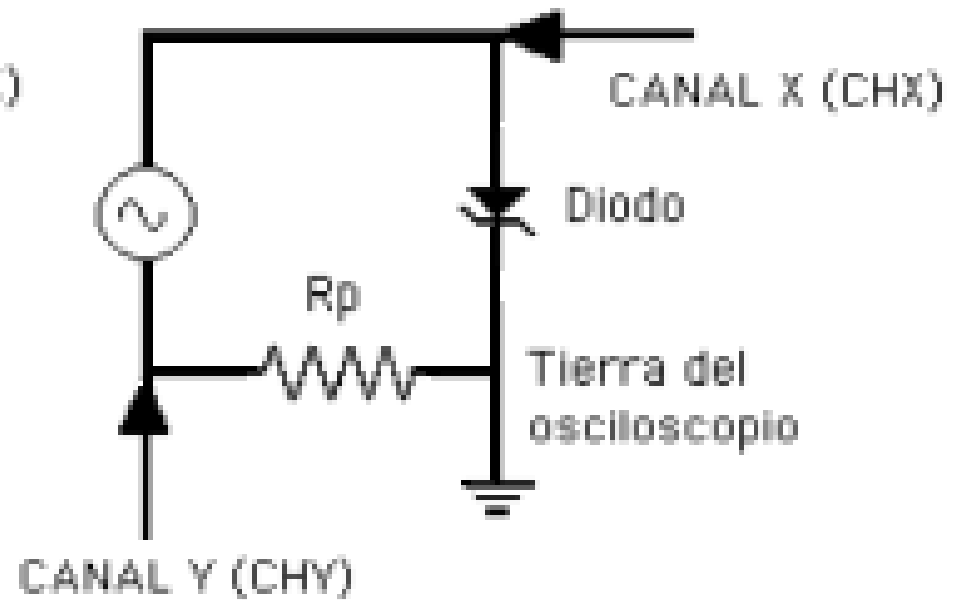 CANAL X (CHX)
Diodo
Rp
Tierra del
osciloscopio
CANAL Y (CHY)